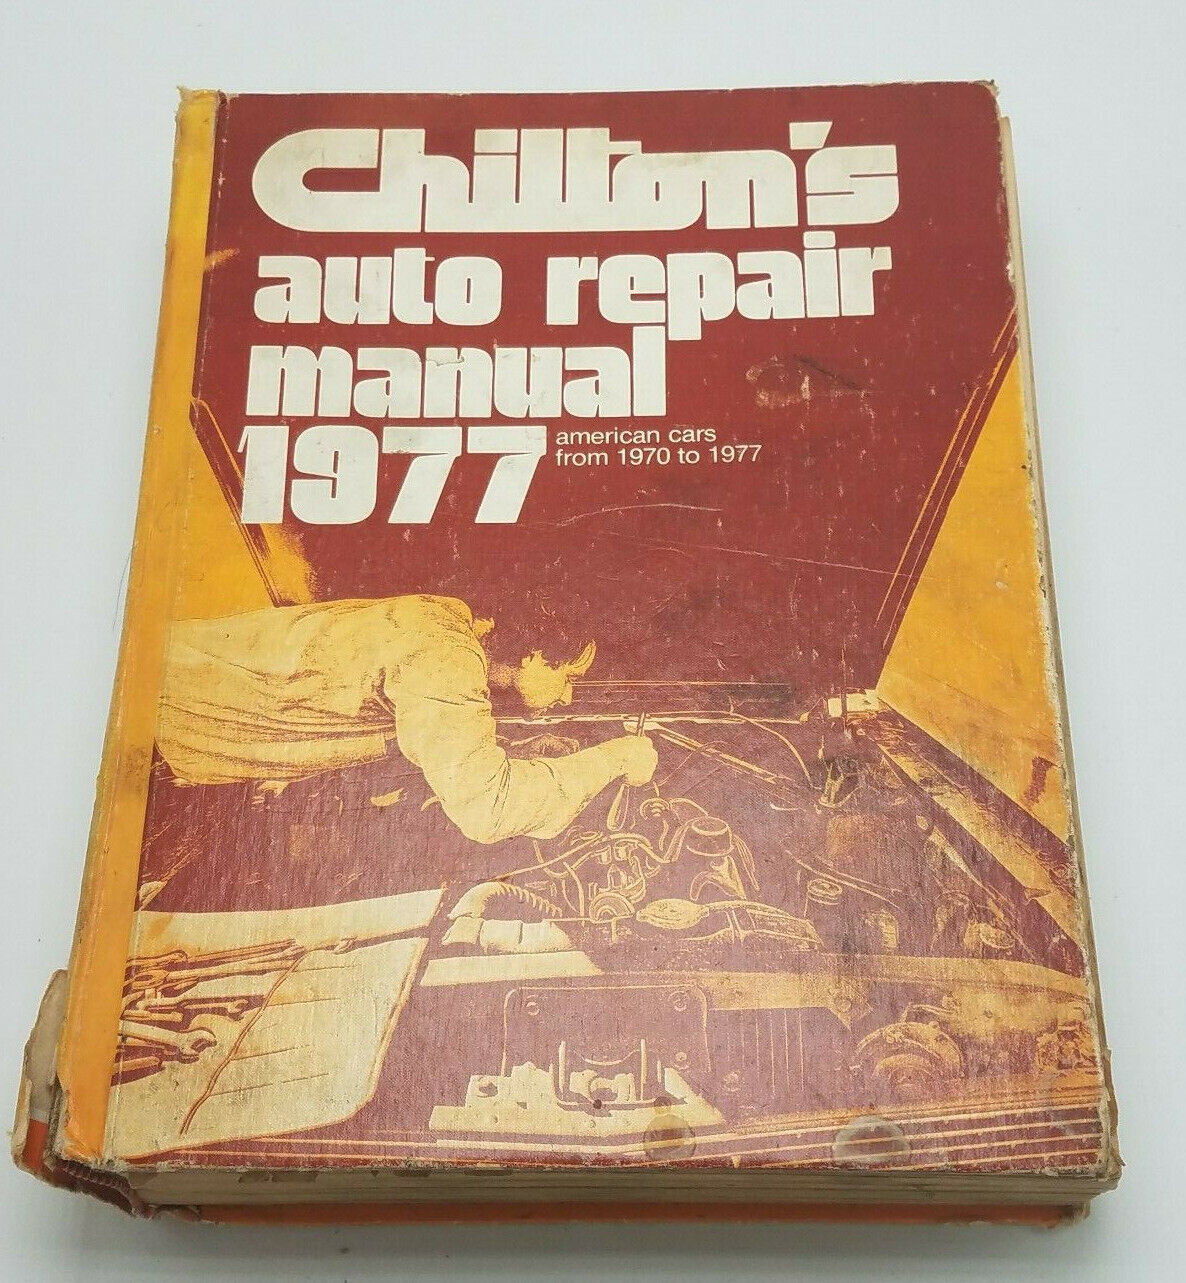 Chilton's
auto repair
manual
1977
american cars
from 1970 to 1977